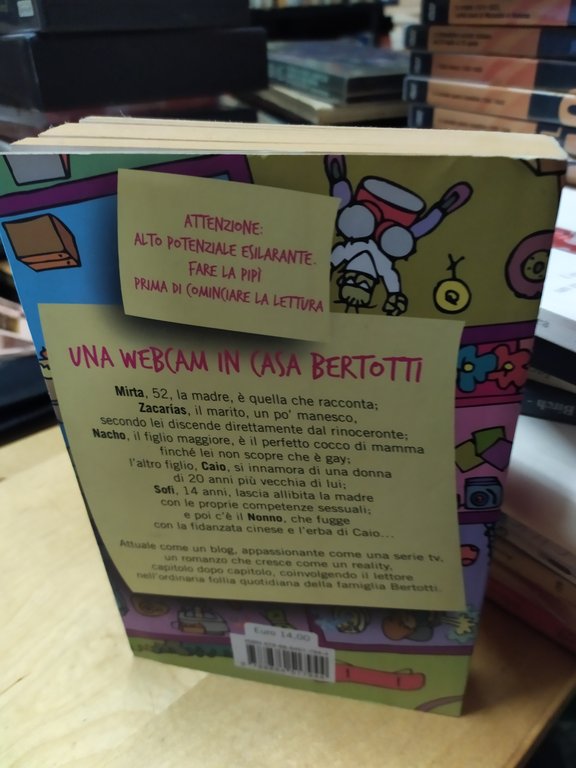 ATTENZIONE:
ALTO POTENZIALE ESILARANTE.
FARE LA PIPÌ
PRIMA DI COMINCIARE LA LETTURA
UNA WEBCAM IN CASA BERTOTTI
Mirta, 52, la madre, è quella che racconta;
Zacarías, il marito, un po' manesco,
secondo lei discende direttamente dal rinoceronte;
Nacho, il figlio maggiore, è il perfetto cocco di mamma
finché lei non scopre che è gay;
l'altro figlio, Caio, si innamora di una donna
di 20 anni più vecchia di lui;
Sofi, 14 anni, lascia allibita la madre
con le proprie competenze sessuali;
e poi c'è il Nonno, che fugge
con la fidanzata cinese e l'erba di Caio...
Attuale come un blog, appassionante come una serie tv,
un romanzo che cresce come un reality,
capitolo dopo capitolo, coinvolgendo il lettore
nell'ordinaria follia quotidiana della famiglia Bertotti.
Euro 14,00
Birch